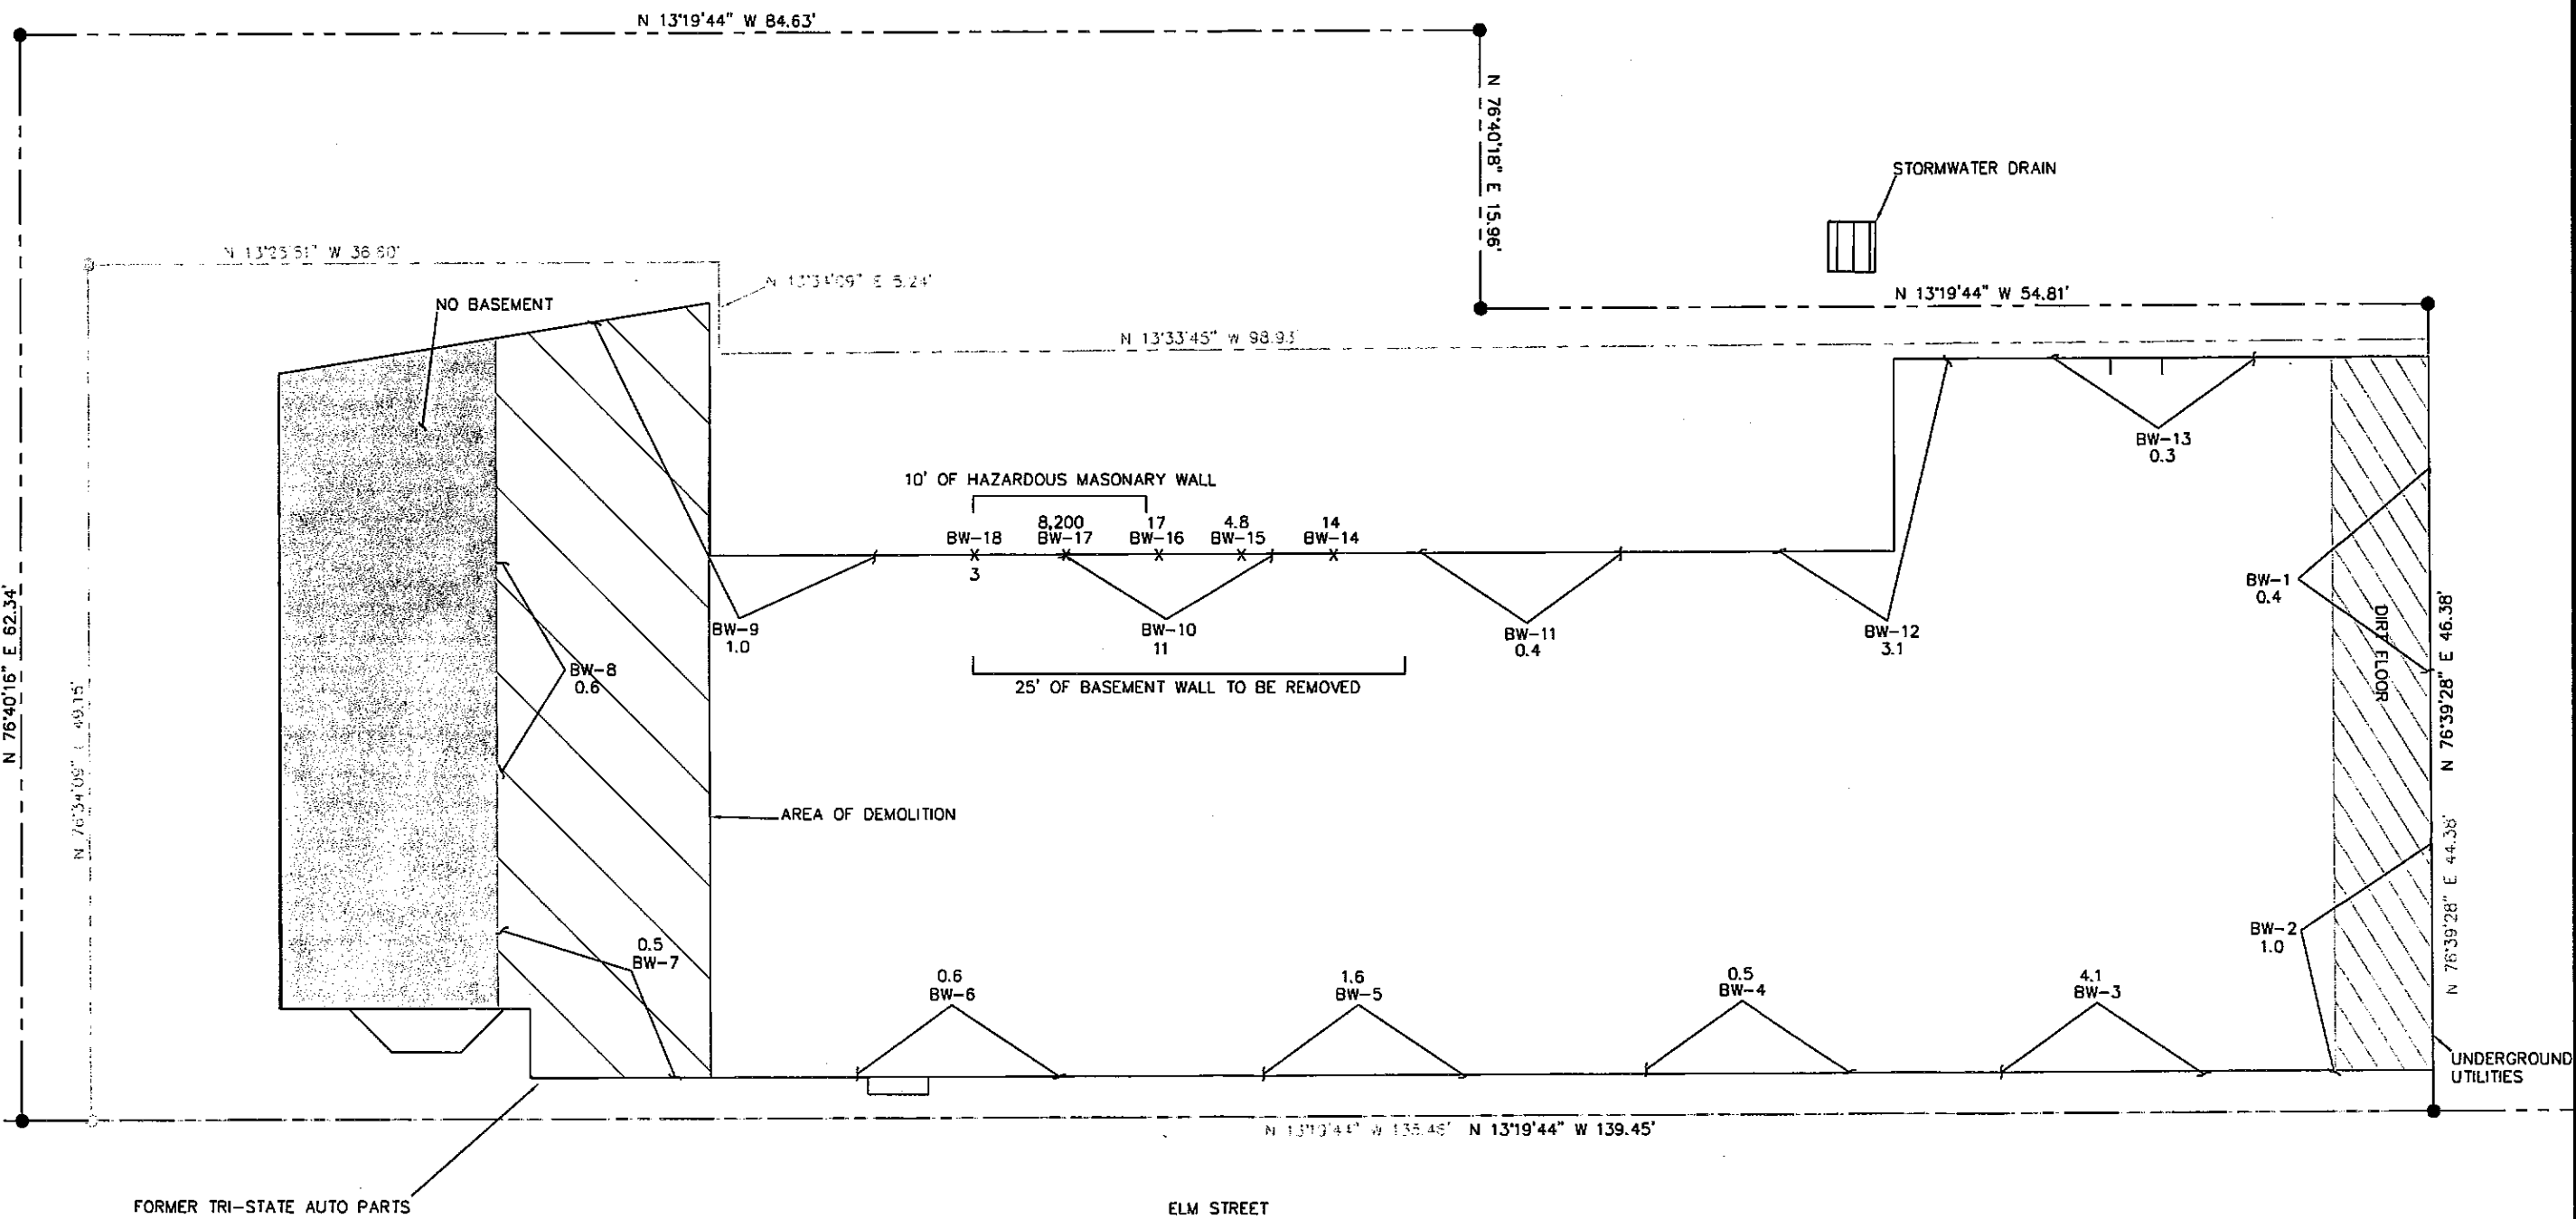 N 13°19'44" W 84.63'
N 76°40'18" E 15.96'
STORMWATER DRAIN
N 13°19'44" W 54.81'
NO BASEMENT
N 13°33'45" W 98.93'
BW-13
0.3
10' OF HAZARDOUS MASONARY WALL
8,200
17
4.8
14
BW-18
BW-17
BW-16
BW-15
BW-14
3
BW-9
1.0
BW-10
11
BW-11
0.4
BW-12
3.1
BW-1
0.4
BW-8
0.6
25' OF BASEMENT WALL TO BE REMOVED
DIRT FLOOR
N 76°40'16" E 62.34'
N 76°34'09" E 49.15'
N 76°39'28" E 46.38'
N 76°39'28" E 44.38'
AREA OF DEMOLITION
BW-2
1.0
0.5
BW-7
0.6
BW-6
1.6
BW-5
0.5
BW-4
4.1
BW-3
UNDERGROUND
UTILITIES
N 13°19'44" W 139.45'
FORMER TRI-STATE AUTO PARTS
ELM STREET